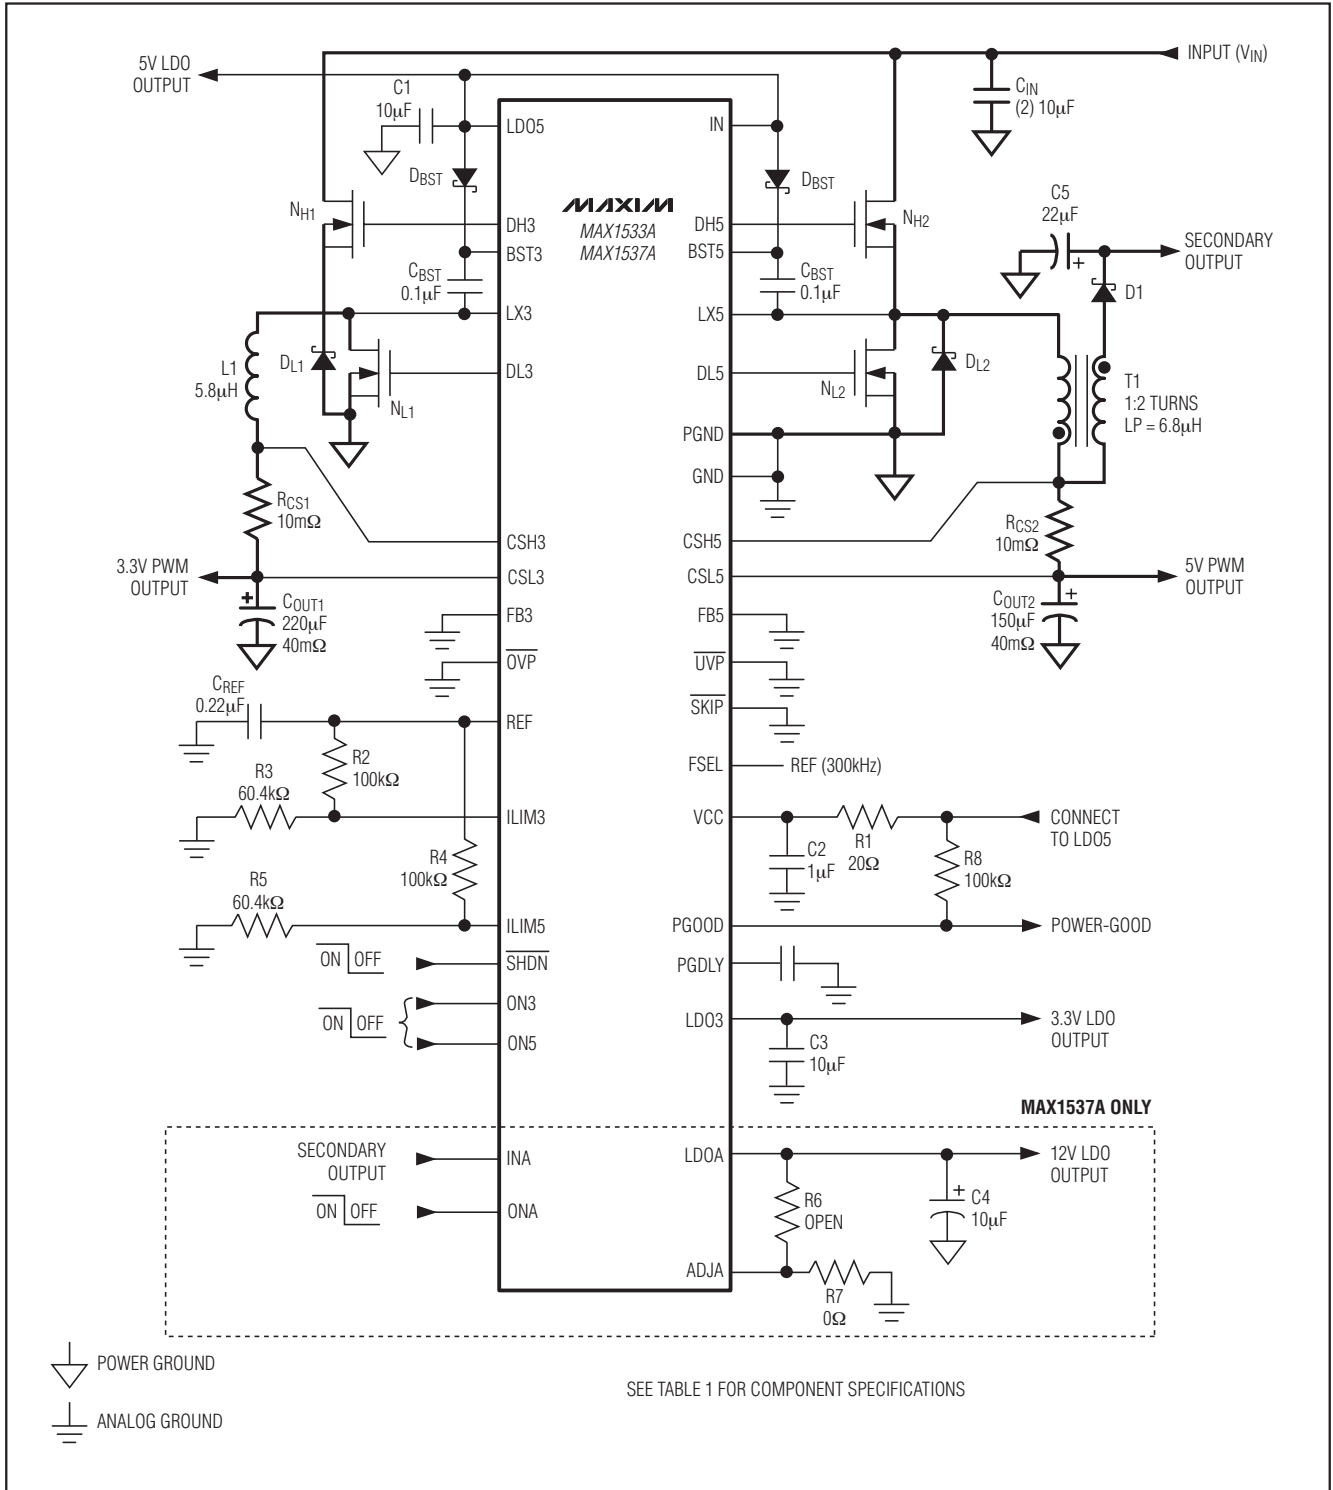 INPUT (VIN)
5V LDO
OUTPUT
C1
10µF
CIN
(2) 10µF
LDO5
IN
DBST
DBST
MAXIM
MAX1533A
MAX1537A
NH1
DH3
DH5
NH2
C5
22µF
SECONDARY
OUTPUT
BST3
BST5
CBST
0.1µF
CBST
0.1µF
D1
LX3
LX5
L1
5.8µH
DL1
NL1
DL3
DL5
NL2
DL2
T1
1:2 TURNS
LP = 6.8µH
PGND
GND
RCS1
10mΩ
RCS2
10mΩ
CSH3
CSH5
3.3V PWM
OUTPUT
CSL3
CSL5
5V PWM
OUTPUT
+
COUT1
220µF
40mΩ
COUT2
150µF
40mΩ
+
FB3
FB5
OVP
UVP
CREF
0.22µF
SKIP
REF
R2
100kΩ
FSEL
REF (300kHz)
R3
60.4kΩ
ILIM3
VCC
CONNECT
TO LDO5
R1
20Ω
C2
1µF
R8
100kΩ
R4
100kΩ
R5
60.4kΩ
ILIM5
PGOOD
POWER-GOOD
ON OFF
SHDN
PGDLY
ON3
ON OFF
ON5
LDO3
3.3V LDO
OUTPUT
C3
10µF
MAX1537A ONLY
SECONDARY
OUTPUT
INA
LDOA
12V LDO
OUTPUT
ON OFF
ONA
R6
OPEN
+
C4
10µF
ADJA
R7
0Ω
POWER GROUND
SEE TABLE 1 FOR COMPONENT SPECIFICATIONS
ANALOG GROUND